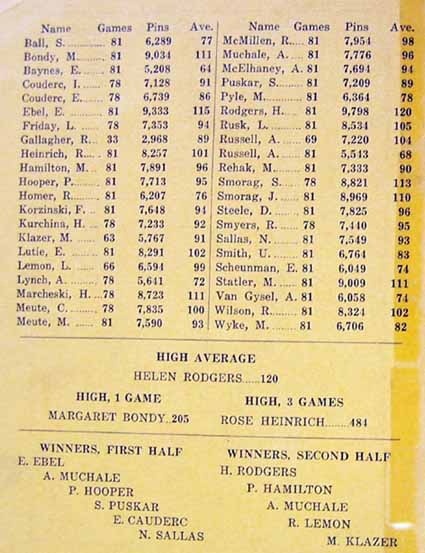 Name Games Pins Ave.
Ball, S. 81 6,289 77
Bondy, M. 81 9,034 111
Baynes, E. 81 5,208 64
Couderc, I. 78 7,128 91
Couderc, E. 78 6,739 86
Ebel, E. 81 9,333 115
Friday, L. 78 7,353 94
Gallagher, R. 33 2,968 89
Heinrich, R. 81 8,257 101
Hamilton, M. 81 7,891 96
Hooper, P. 81 7,713 95
Homer, R. 81 6,207 76
Korzinski, F. 81 7,648 94
Kurchina, H. 78 7,233 92
Klazer, M. 63 5,767 91
Lutie, E. 81 8,291 102
Lemon, L. 66 6,594 99
Lynch, A. 78 5,641 72
Marcheski, H. 78 8,723 111
Meute, C. 78 7,835 100
Meute, M. 81 7,590 93
Name Games Pins Ave.
McMillen, R. 81 7,954 98
Muchale, A. 81 7,776 96
McElhaney, A. 81 7,694 94
Puskar, S. 81 7,209 89
Pyle, M. 81 6,364 78
Rodgers, H. 81 9,798 120
Rusk, L. 81 8,534 105
Russell, A. 69 7,220 104
Russell, A. 81 5,543 68
Rehak, M. 81 7,333 90
Smorag, S. 78 8,821 113
Smorag, J. 81 8,969 110
Steele, D. 81 7,825 96
Smyers, R. 78 7,440 95
Sallas, N. 81 7,549 93
Smith, U. 81 6,764 83
Scheunman, E. 81 6,049 74
Statler, M. 81 9,009 111
Van Gysel, A. 81 6,058 74
Wilson, R. 81 8,324 102
Wyke, M. 81 6,706 82
HIGH AVERAGE
HELEN RODGERS......120
HIGH, 1 GAME
MARGARET BONDY..205
HIGH, 3 GAMES
ROSE HEINRICH........484
WINNERS, FIRST HALF
E. EBEL
A. MUCHALE
P. HOOPER
S. PUSKAR
E. CAUDERC
N. SALLAS
WINNERS, SECOND HALF
H. RODGERS
P. HAMILTON
A. MUCHALE
R. LEMON
M. KLAZER